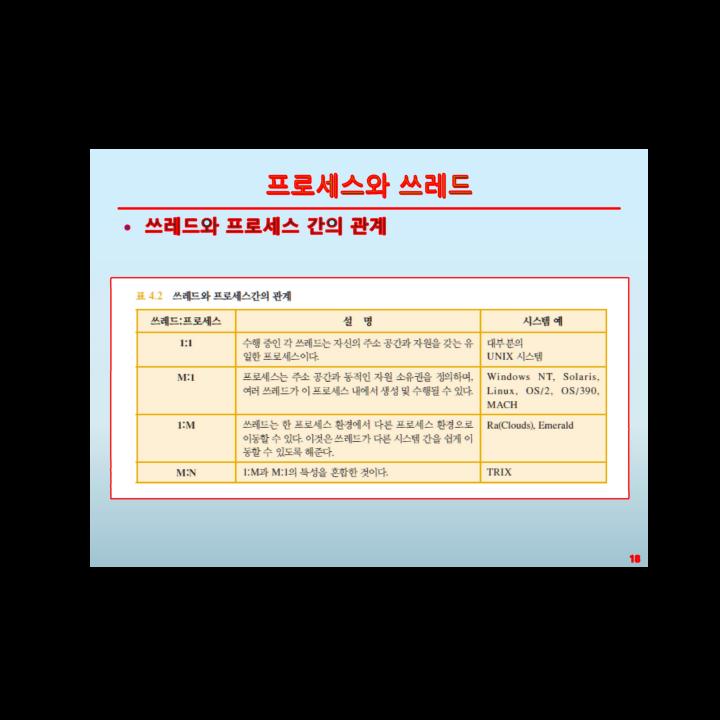 프로세스와 쓰레드
• 쓰레드와 프로세스 간의 관계
표 4.2 쓰레드와 프로세스간의 관계
쓰레드:프로세스 설 명 시스템 예
1:1 수행 중인 각 쓰레드는 자신의 주소 공간과 자원을 갖는 유 대부분의
일한 프로세스이다. UNIX 시스템
M:1 프로세스는 주소 공간과 동적인 자원 소유권을 정의하며, Windows NT, Solaris,
여러 쓰레드가 이 프로세스 내에서 생성 및 수행될 수 있다. Linux, OS/2, OS/390,
MACH
1:M 쓰레드는 한 프로세스 환경에서 다른 프로세스 환경으로 Ra(Clouds), Emerald
이동할 수 있다. 이것은 쓰레드가 다른 시스템 간을 쉽게 이
동할 수 있도록 해준다.
M:N 1:M과 M:1의 특성을 혼합한 것이다. TRIX
18